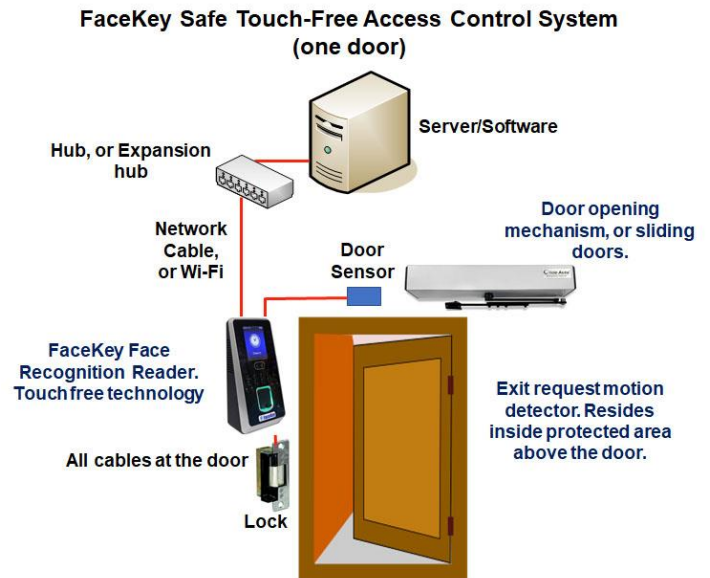 FaceKey Safe Touch-Free Access Control System
(one door)
Server/Software
Hub, or Expansion
hub
Network
Cable,
or Wi-Fi
Door
Sensor
Door opening
mechanism, or sliding
doors.
FaceKey Face
Recognition Reader.
Touch free technology
Exit request motion
detector. Resides
inside protected area
above the door.
All cables at the door
Lock